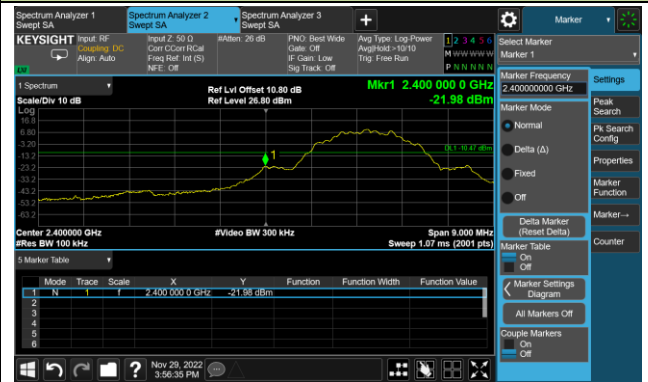 Spectrum Analyzer 1
Swept SA
Spectrum Analyzer 2
Swept SA
Spectrum Analyzer 3
Swept SA
Marker
KEYSIGHT
Input: RF
Coupling: DC
Align: Auto
Input Z: 50 Ω
Corr CCorr RCal
Freq Ref: Int (S)
NFE: Off
#Atten: 26 dB
PNO: Best Wide
Gate: Off
IF Gain: Low
Sig Track: Off
Avg Type: Log-Power
Avg|Hold:>10/10
Trig: Free Run
1 2 3 4 5 6
M W W W W W
P N N N N N
LNI
Select Marker
Marker 1
1 Spectrum
Scale/Div 10 dB
Log
Ref Lvl Offset 10.80 dB
Ref Level 26.80 dBm
Mkr1 2.400 000 0 GHz
-21.98 dBm
16.8
6.80
-3.20
-13.2
-23.2
-33.2
-43.2
-53.2
-63.2
1
DL1 -10.47 dBm
Center 2.400000 GHz
#Res BW 100 kHz
#Video BW 300 kHz
Span 9.000 MHz
Sweep 1.07 ms (2001 pts)
5 Marker Table
Mode Trace Scale X Y Function Function Width Function Value
1 N 1 f 2.400 000 0 GHz -21.98 dBm
2
3
4
5
6
Marker Frequency
2.400000000 GHz
Marker Mode
Normal
Delta (Δ)
Fixed
Off
Delta Marker
(Reset Delta)
Marker Table
On
Off
Marker Settings
Diagram
All Markers Off
Couple Markers
On
Off
Settings
Peak
Search
Pk Search
Config
Properties
Marker
Function
Marker→
Counter
Nov 29, 2022
3:56:35 PM